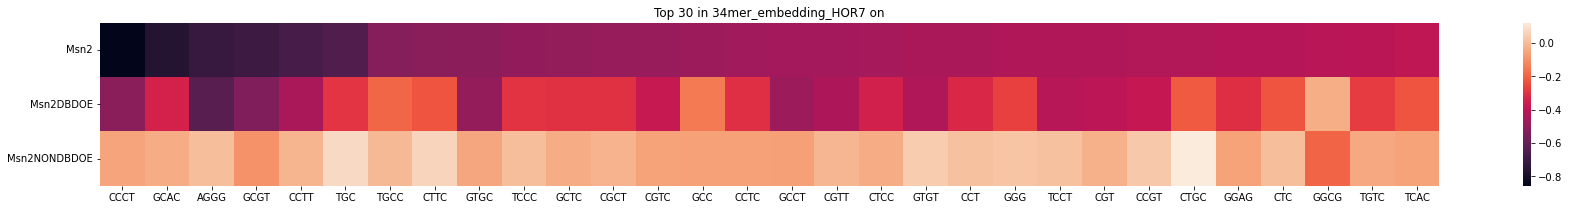 Top 30 in 34mer_embedding_HOR7 on
Msn2
Msn2DBDOE
Msn2NONDBDOE
CCCT GCAC AGGG GCGT CCTT TGC TGCC CTTC GTGC TCCC GCTC CGCT CGTC GCC CCTC GCCT CGTT CTCC GTGT CCT GGG TCCT CGT CCGT CTGC GGAG CTC GGCG TGTC TCAC
0.0
−0.2
−0.4
−0.6
−0.8